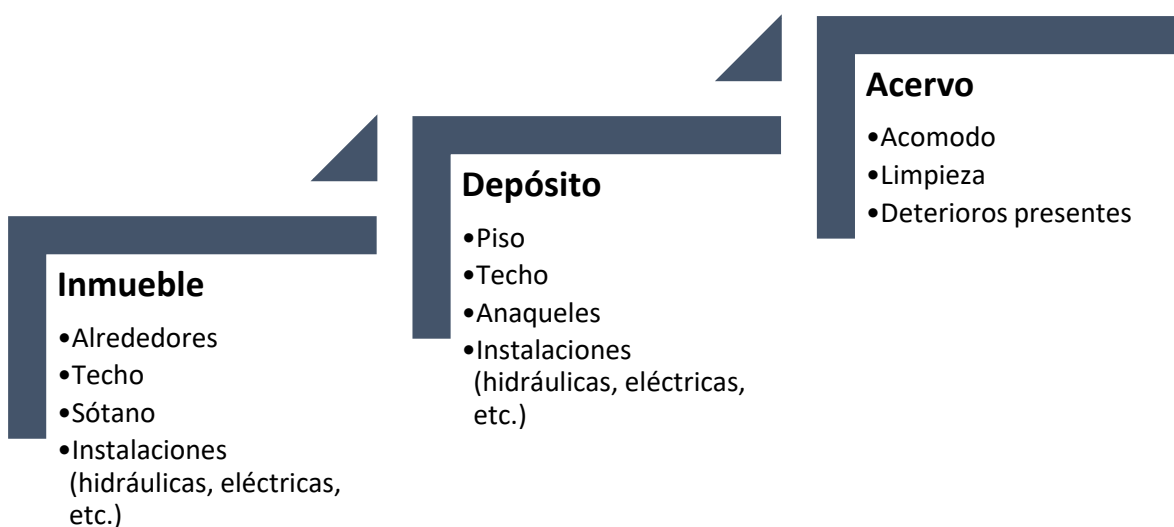 Inmueble
•Alrededores
•Techo
•Sótano
•Instalaciones
(hidráulicas, eléctricas,
etc.)
Depósito
•Piso
•Techo
•Anaqueles
•Instalaciones
(hidráulicas, eléctricas,
etc.)
Acervo
•Acomodo
•Limpieza
•Deterioros presentes